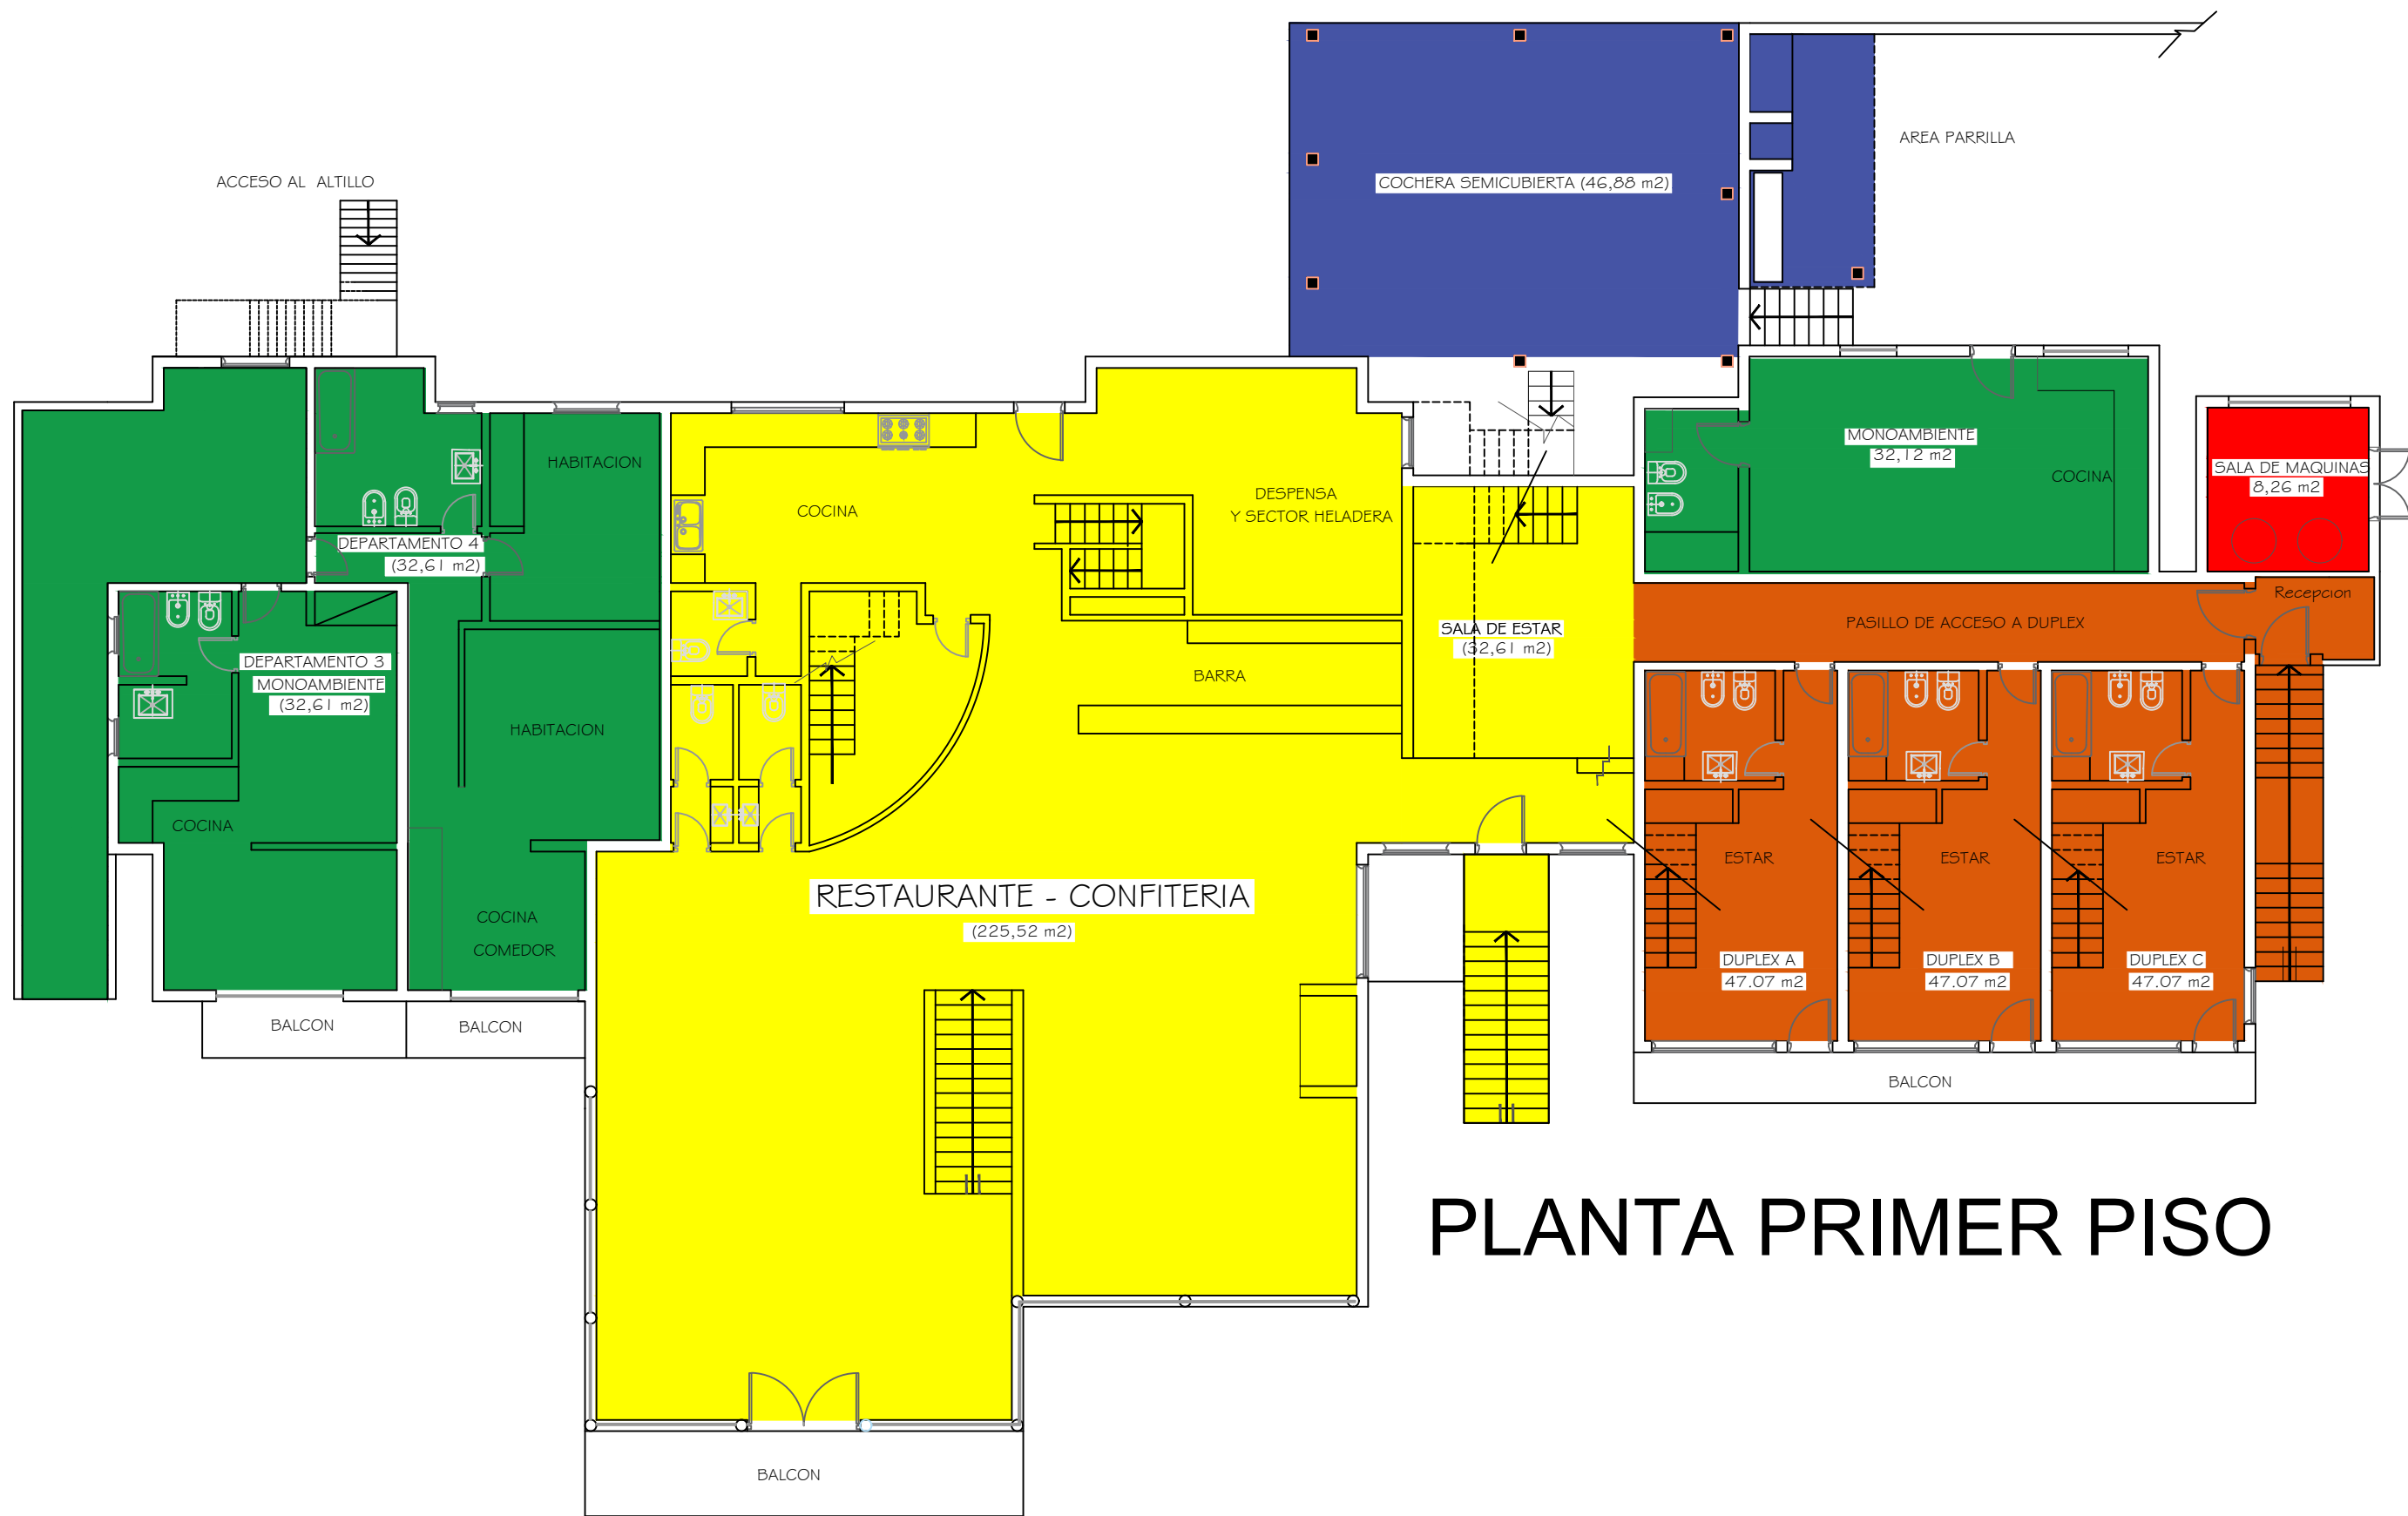 AREA PARRILLA
ACCESO AL ALTILLO
COCHERA SEMICUBIERTA (46,88 m2)
HABITACION
DEPARTAMENTO 4
(32,61 m2)
COCINA
DESPENSA
Y SECTOR HELADERA
MONOAMBIENTE
32,12 m2
COCINA
SALA DE MAQUINAS
8,26 m2
Recepcion
PASILLO DE ACCESO A DUPLEX
SALA DE ESTAR
(32,61 m2)
BARRA
DEPARTAMENTO 3
MONOAMBIENTE
(32,61 m2)
HABITACION
COCINA
COCINA
COMEDOR
RESTAURANTE - CONFITERIA
(225,52 m2)
ESTAR
ESTAR
ESTAR
DUPLEX A
47.07 m2
DUPLEX B
47.07 m2
DUPLEX C
47.07 m2
BALCON
BALCON
BALCON
PLANTA PRIMER PISO
BALCON